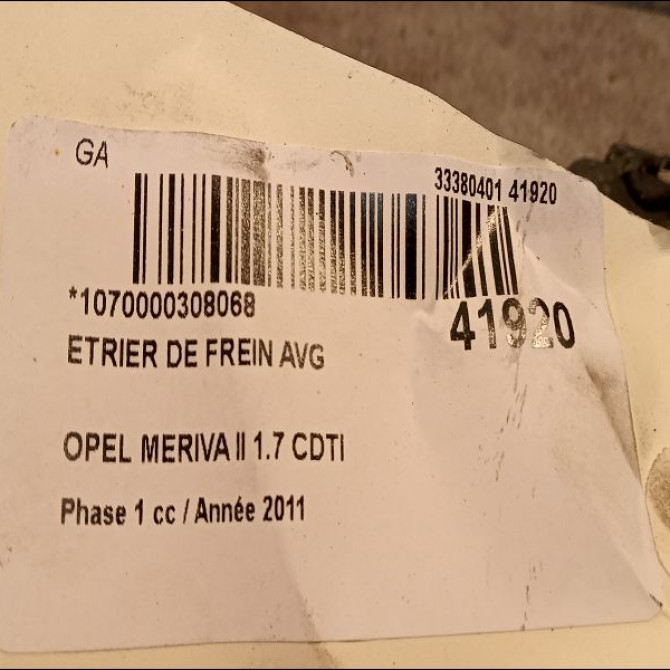 GA
33380401 41920
*1070000308068
41920
ETRIER DE FREIN AVG
OPEL MERIVA II 1.7 CDTI
Phase 1 cc / Année 2011